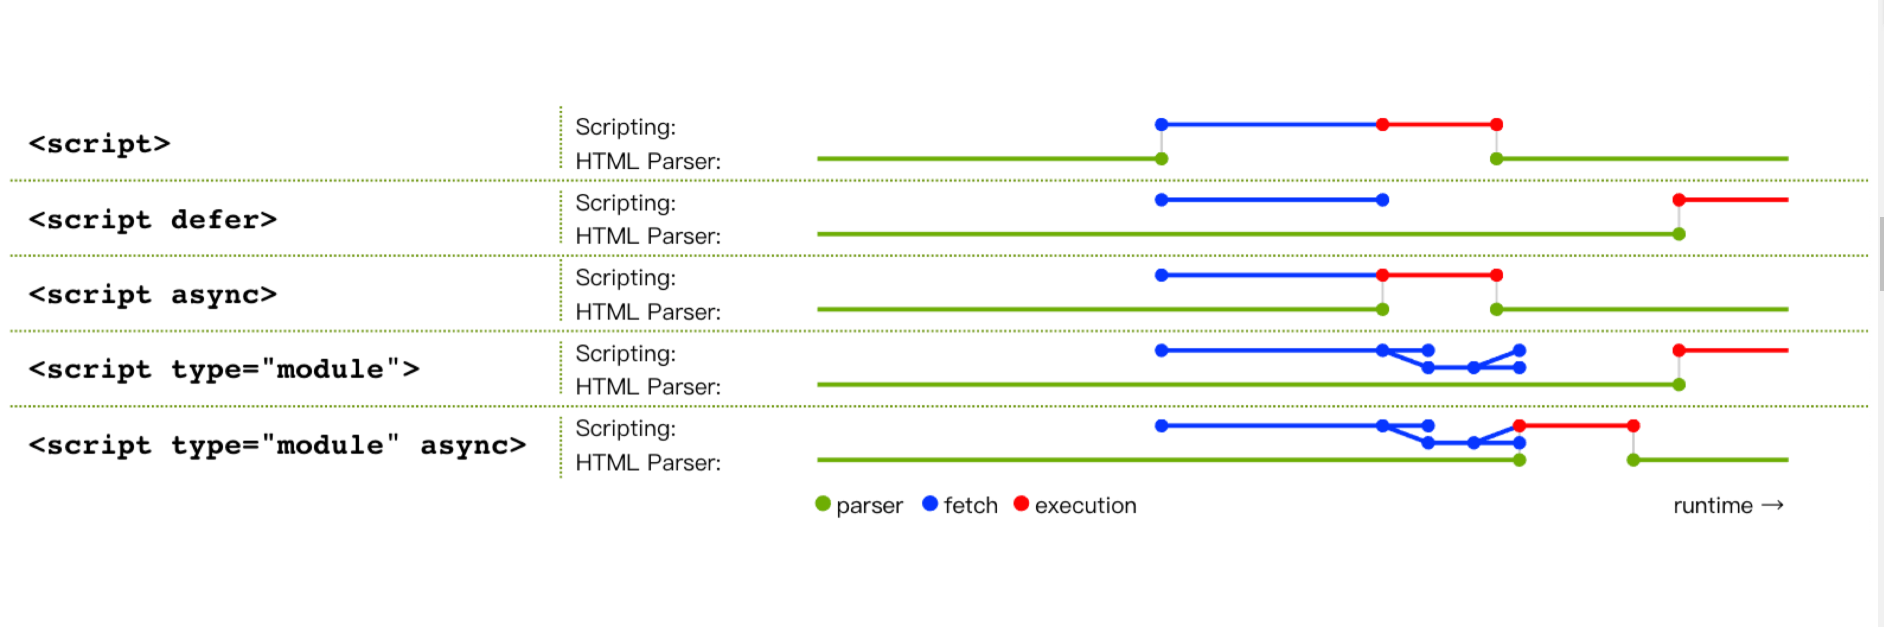 <script>
Scripting:
HTML Parser:
<script defer>
Scripting:
HTML Parser:
<script async>
Scripting:
HTML Parser:
<script type="module">
Scripting:
HTML Parser:
<script type="module" async>
Scripting:
HTML Parser:
parser fetch execution runtime →